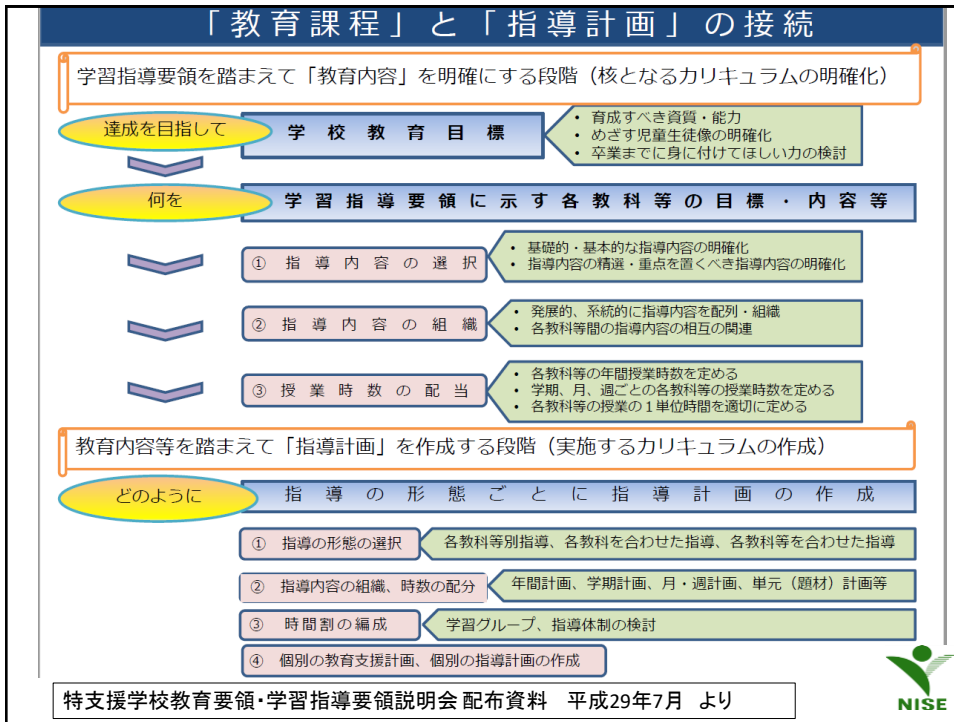 「教育課程」と「指導計画」の接続
学習指導要領を踏まえて「教育内容」を明確にする段階（核となるカリキュラムの明確化）
達成を目指して
学校教育目標
・ 育成すべき資質・能力
・ めざす児童生徒像の明確化
・ 卒業までに身に付けてほしい力の検討
何を
学習指導要領に示す各教科等の目標・内容等
① 指導内容の選択
・ 基礎的・基本的な指導内容の明確化
・ 指導内容の精選・重点を置くべき指導内容の明確化
② 指導内容の組織
・ 発展的、系統的に指導内容を配列・組織
・ 各教科等間の指導内容の相互の関連
③ 授業時数の配当
・ 各教科等の年間授業時数を定める
・ 学期、月、週ごとの各教科等の授業時数を定める
・ 各教科等の授業の１単位時間を適切に定める
教育内容等を踏まえて「指導計画」を作成する段階（実施するカリキュラムの作成）
どのように
指導の形態ごとに指導計画の作成
① 指導の形態の選択
各教科等別指導、各教科を合わせた指導、各教科等を合わせた指導
② 指導内容の組織、時数の配分
年間計画、学期計画、月・週計画、単元（題材）計画等
③ 時間割の編成
学習グループ、指導体制の検討
④ 個別の教育支援計画、個別の指導計画の作成
特支援学校教育要領・学習指導要領説明会 配布資料 平成29年7月 より
NISE